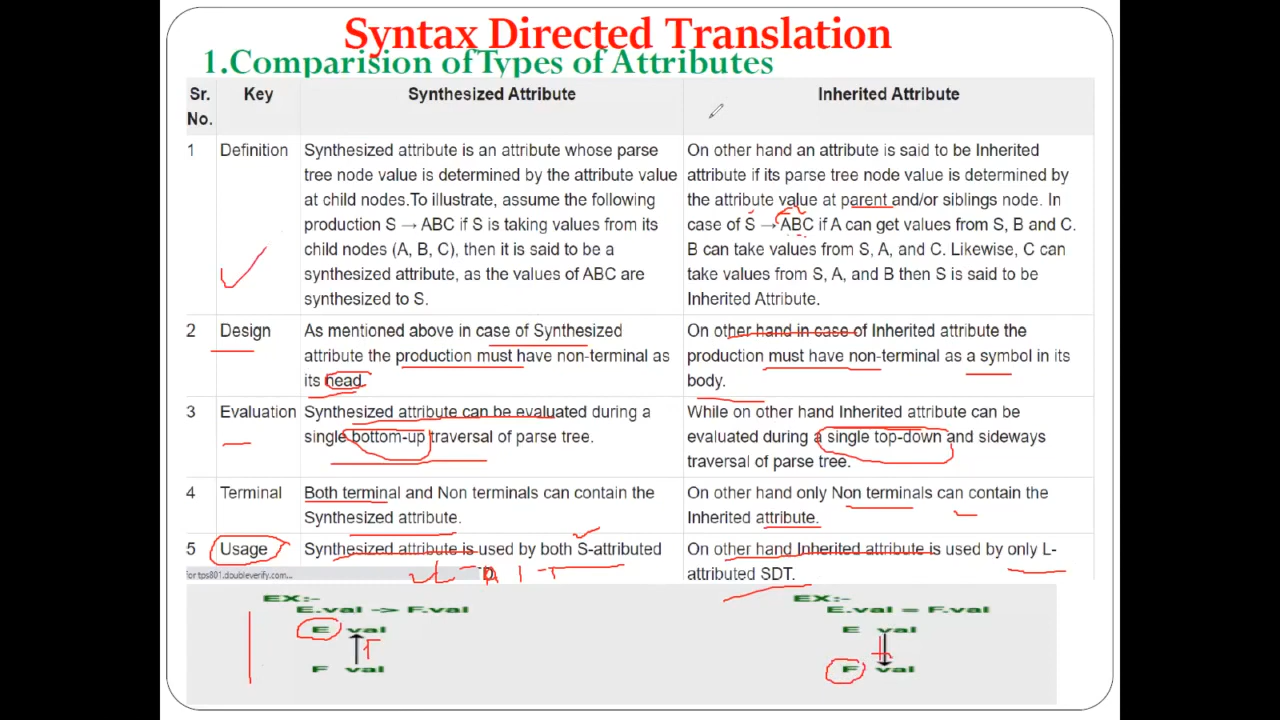 Syntax Directed Translation
1.Comparision of Types of Attributes
Sr. No. Key Synthesized Attribute Inherited Attribute
1 Definition
Synthesized attribute is an attribute whose parse
tree node value is determined by the attribute value
at child nodes.To illustrate, assume the following
production S → ABC if S is taking values from its
child nodes (A, B, C), then it is said to be a
synthesized attribute, as the values of ABC are
synthesized to S.
On other hand an attribute is said to be Inherited
attribute if its parse tree node value is determined by
the attribute value at parent and/or siblings node. In
case of S → ABC if A can get values from S, B and C.
B can take values from S, A, and C. Likewise, C can
take values from S, A, and B then S is said to be
Inherited Attribute.
2 Design
As mentioned above in case of Synthesized
attribute the production must have non-terminal as
its head.
On other hand in case of Inherited attribute the
production must have non-terminal as a symbol in its
body.
3 Evaluation
Synthesized attribute can be evaluated during a
single bottom-up traversal of parse tree.
While on other hand Inherited attribute can be
evaluated during a single top-down and sideways
traversal of parse tree.
4 Terminal
Both terminal and Non terminals can contain the
Synthesized attribute.
On other hand only Non terminals can contain the
Inherited attribute.
5 Usage
Synthesized attribute is used by both S-attributed
On other hand Inherited attribute is used by only L-
attributed SDT.
for tps801.doubleverify.com...
EX:-
E.val -> F.val
E val
F val
EX:-
E.val = F.val
E val
F val